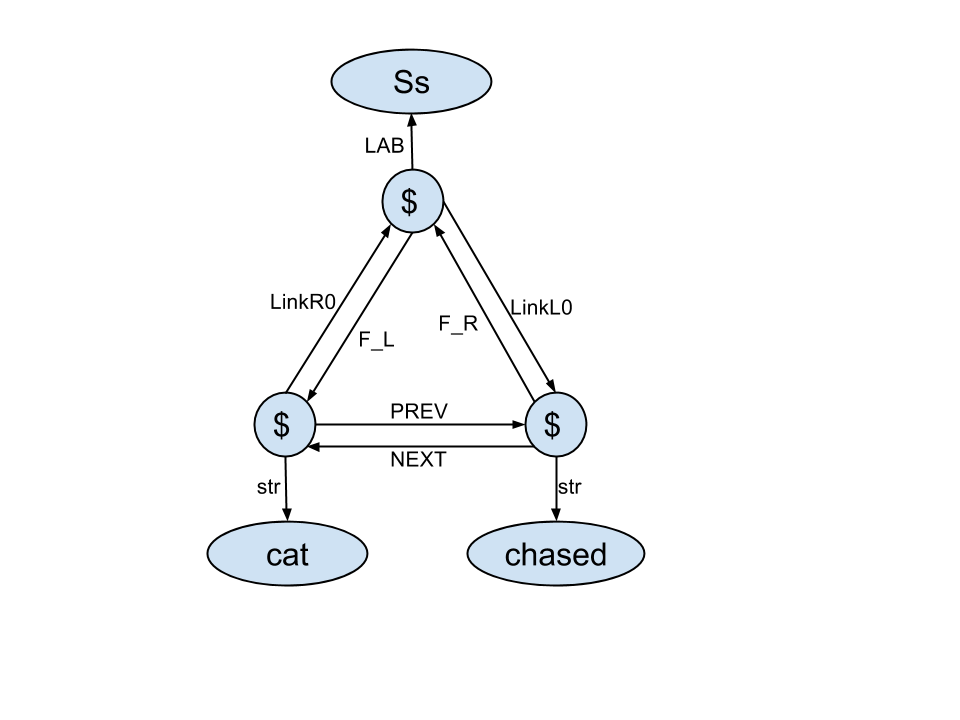 Ss
LAB
$
LinkR0
LinkL0
F_R
F_L
PREV
$
$
NEXT
str
str
cat
chased